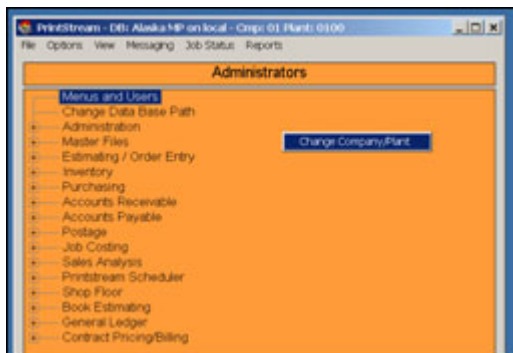 PrintStream - DB: Alaska MP on local - Cmp: 01 Plant: 0100
File Options View Messaging Job Status Reports
Administrators
Menus and Users
Change Data Base Path
Administration
Master Files
Change Company/Plant
Estimating / Order Entry
Inventory
Purchasing
Accounts Receivable
Accounts Payable
Postage
Job Costing
Sales Analysis
Printstream Scheduler
Shop Floor
Book Estimating
General Ledger
Contract Pricing/Billing